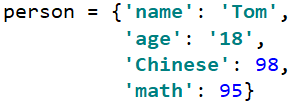 person = {'name': 'Tom',
'age': '18',
'Chinese': 98,
'math': 95}